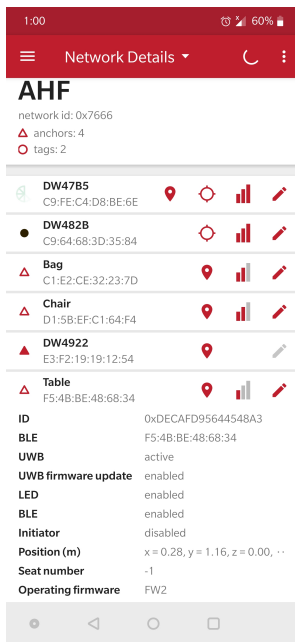 1:00
60%
Network Details
AHF
network id: 0x7666
anchors: 4
tags: 2
DW47B5
C9:FE:C4:D8:BE:6E
DW482B
C9:64:68:3D:35:84
Bag
C1:E2:CE:32:23:7D
Chair
D1:5B:EF:C1:64:F4
DW4922
E3:F2:19:19:12:54
Table
F5:4B:BE:48:68:34
ID 0xDECAFD95644548A3
BLE F5:4B:BE:48:68:34
UWB active
UWB firmware update enabled
LED enabled
BLE enabled
Initiator disabled
Position (m) x = 0.28, y = 1.16, z = 0.00, ··
Seat number -1
Operating firmware FW2